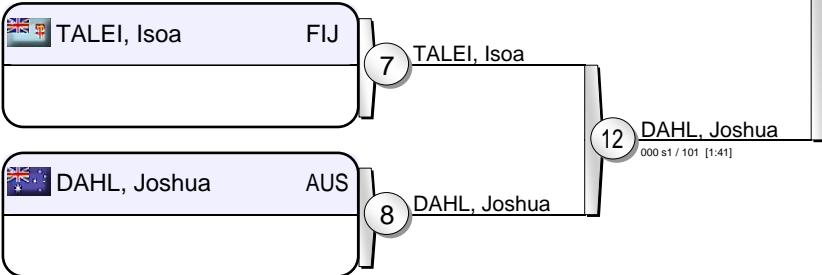 TALEI, Isoa FIJ
7
TALEI, Isoa
12
DAHL, Joshua
000 s1 / 101 [1:41]
DAHL, Joshua AUS
8
DAHL, Joshua